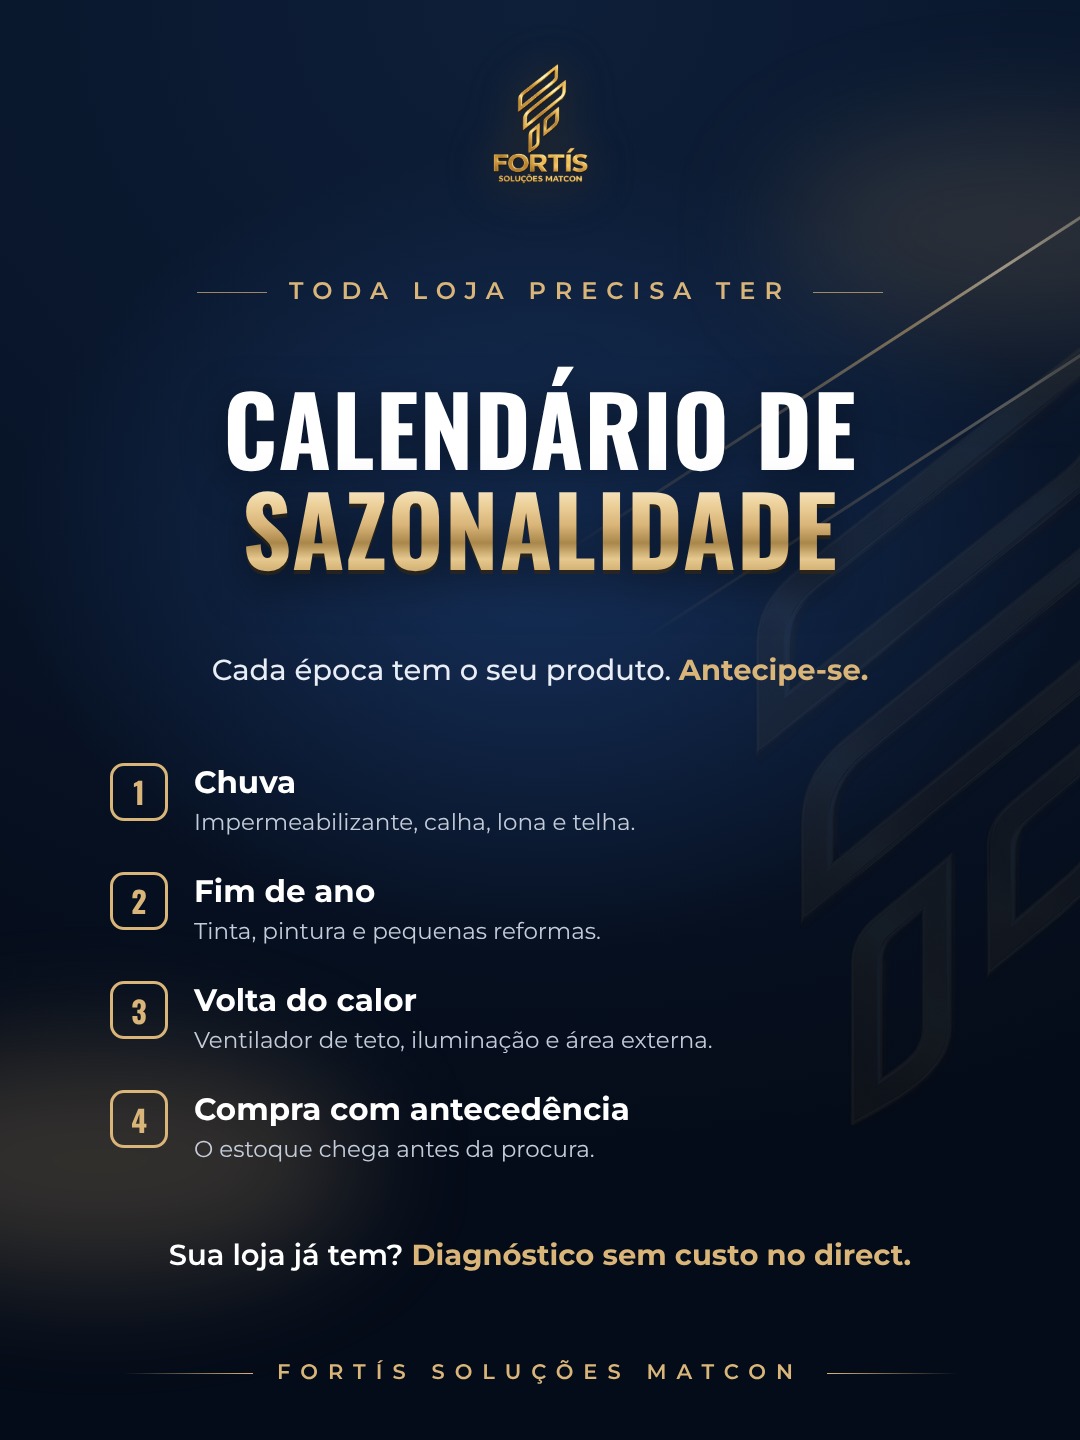 FORTÍS
SOLUÇÕES MATCON
TODA LOJA PRECISA TER
CALENDÁRIO DE
SAZONALIDADE
Cada época tem o seu produto. Antecipe-se.
1
Chuva
Impermeabilizante, calha, lona e telha.
2
Fim de ano
Tinta, pintura e pequenas reformas.
3
Volta do calor
Ventilador de teto, iluminação e área externa.
4
Compra com antecedência
O estoque chega antes da procura.
Sua loja já tem? Diagnóstico sem custo no direct.
FORTÍS SOLUÇÕES MATCON